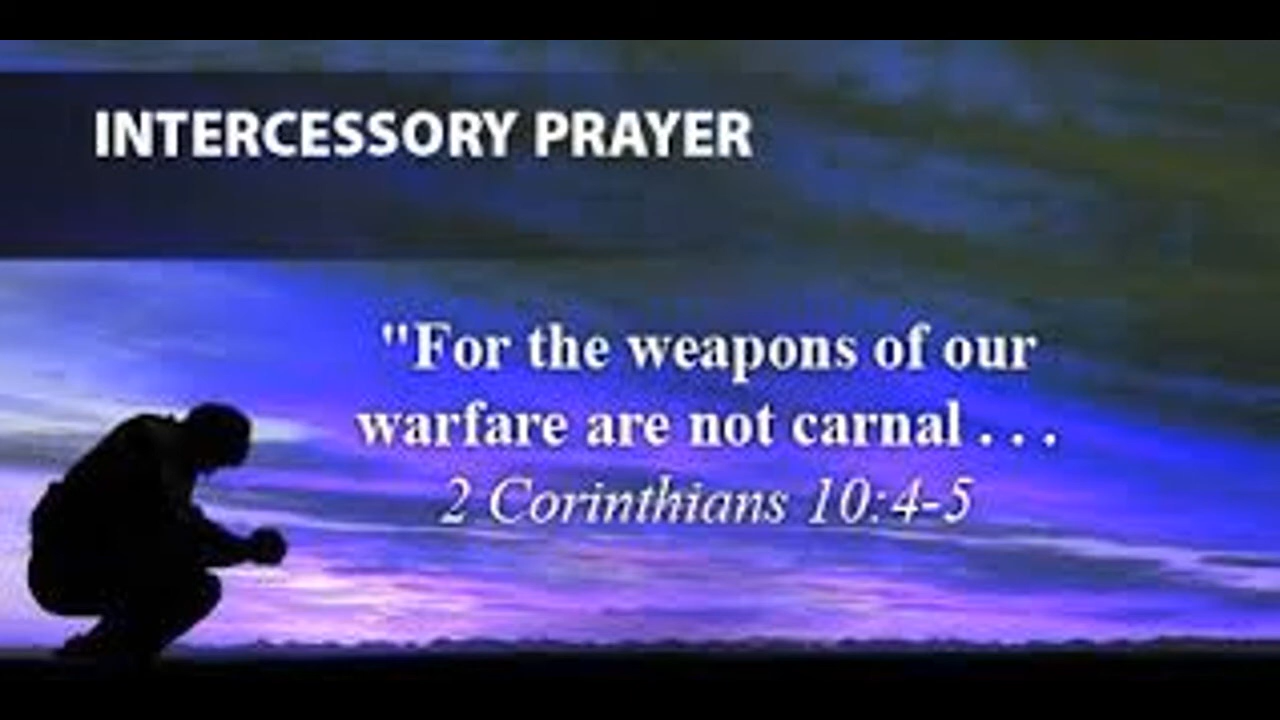 INTERCESSORY PRAYER
"For the weapons of our
warfare are not carnal . . .
2 Corinthians 10:4-5